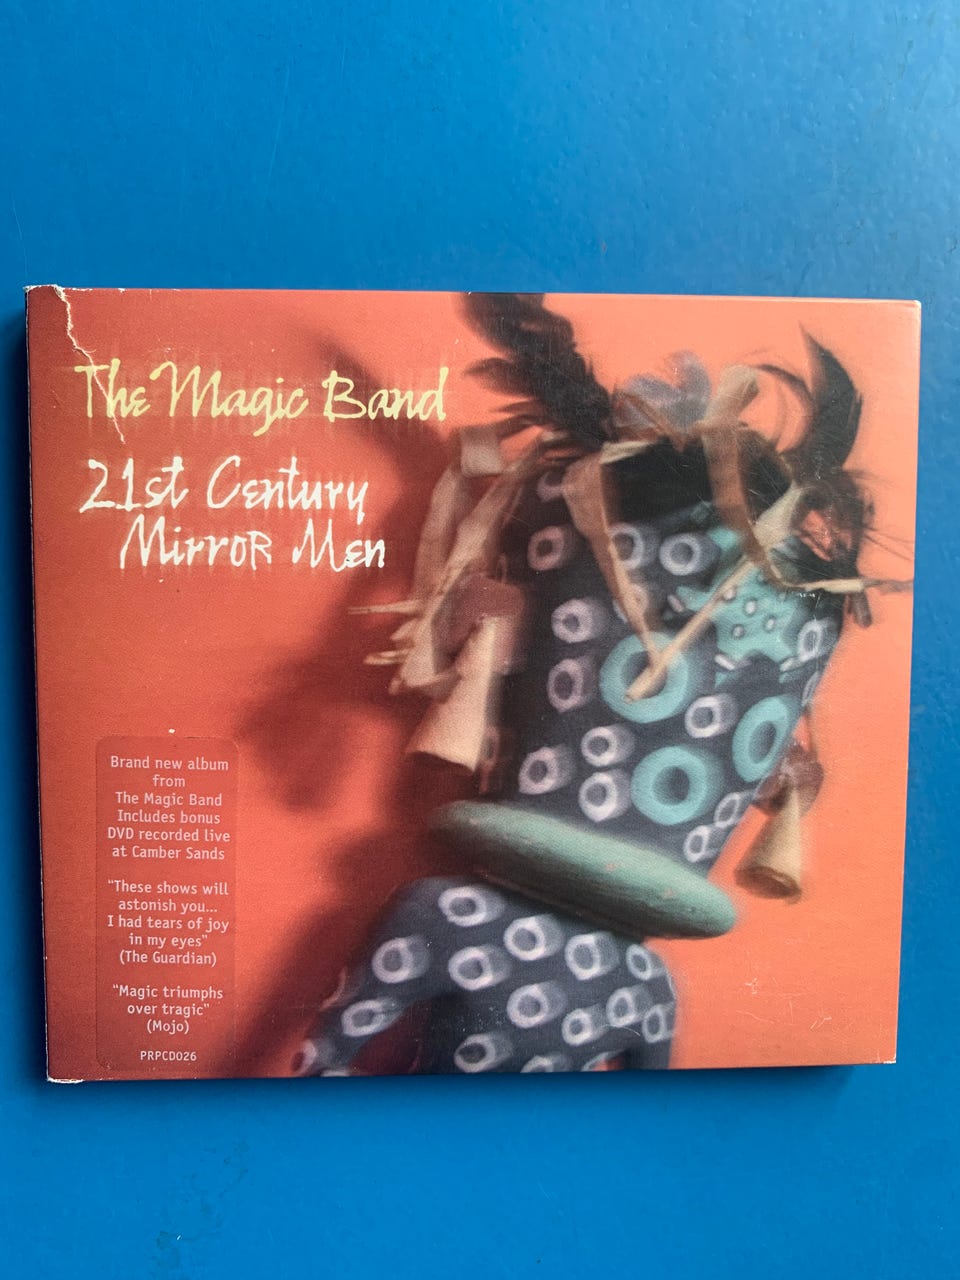 The Magic Band
21st Century
Mirror Men
Brand new album
from
The Magic Band
Includes bonus
DVD recorded live
at Camber Sands
"These shows will
astonish you...
I had tears of joy
in my eyes"
(The Guardian)
"Magic triumphs
over tragic"
(Mojo)
PRPCD026